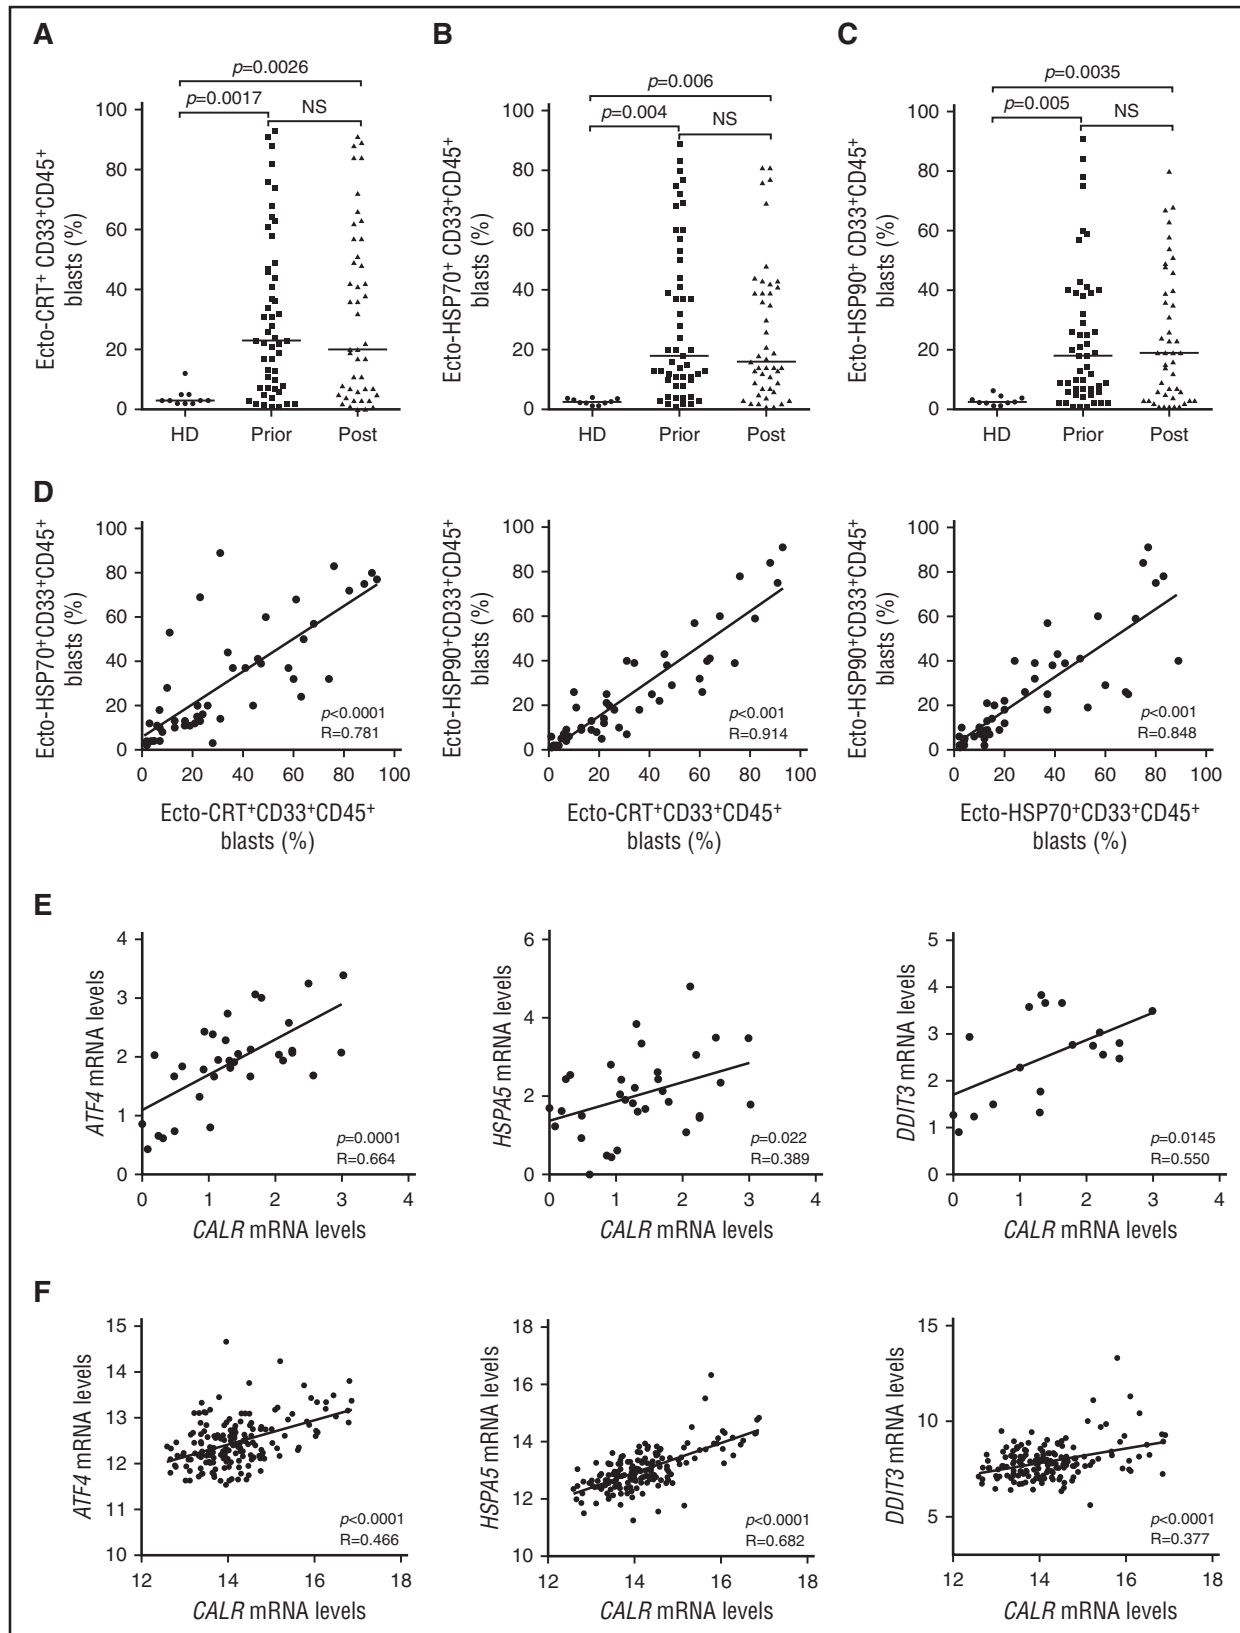 A
B
C
p=0.0026
p=0.0017
NS
Ecto-CRT+ CD33+CD45+
blasts (%)
100
80
60
40
20
0
HD
Prior
Post
p=0.006
p=0.004
NS
Ecto-HSP70+ CD33+CD45+
blasts (%)
100
80
60
40
20
0
HD
Prior
Post
p=0.0035
p=0.005
NS
Ecto-HSP90+ CD33+CD45+
blasts (%)
100
80
60
40
20
0
HD
Prior
Post
D
Ecto-HSP70+CD33+CD45+
blasts (%)
100
80
60
40
20
0
p<0.0001
R=0.781
0 20 40 60 80 100
Ecto-CRT+CD33+CD45+
blasts (%)
Ecto-HSP90+CD33+CD45+
blasts (%)
100
80
60
40
20
0
p<0.001
R=0.914
0 20 40 60 80 100
Ecto-CRT+CD33+CD45+
blasts (%)
Ecto-HSP90+CD33+CD45+
blasts (%)
100
80
60
40
20
0
p<0.001
R=0.848
0 20 40 60 80 100
Ecto-HSP70+CD33+CD45+
blasts (%)
E
ATF4 mRNA levels
4
3
2
1
0
p=0.0001
R=0.664
0 1 2 3 4
CALR mRNA levels
HSPA5 mRNA levels
6
4
2
0
p=0.022
R=0.389
0 1 2 3 4
CALR mRNA levels
DDIT3 mRNA levels
5
4
3
2
1
0
p=0.0145
R=0.550
0 1 2 3 4
CALR mRNA levels
F
ATF4 mRNA levels
15
14
13
12
11
10
p<0.0001
R=0.466
12 14 16 18
CALR mRNA levels
HSPA5 mRNA levels
18
16
14
12
10
p<0.0001
R=0.682
12 14 16 18
CALR mRNA levels
DDIT3 mRNA levels
15
10
5
p<0.0001
R=0.377
12 14 16 18
CALR mRNA levels